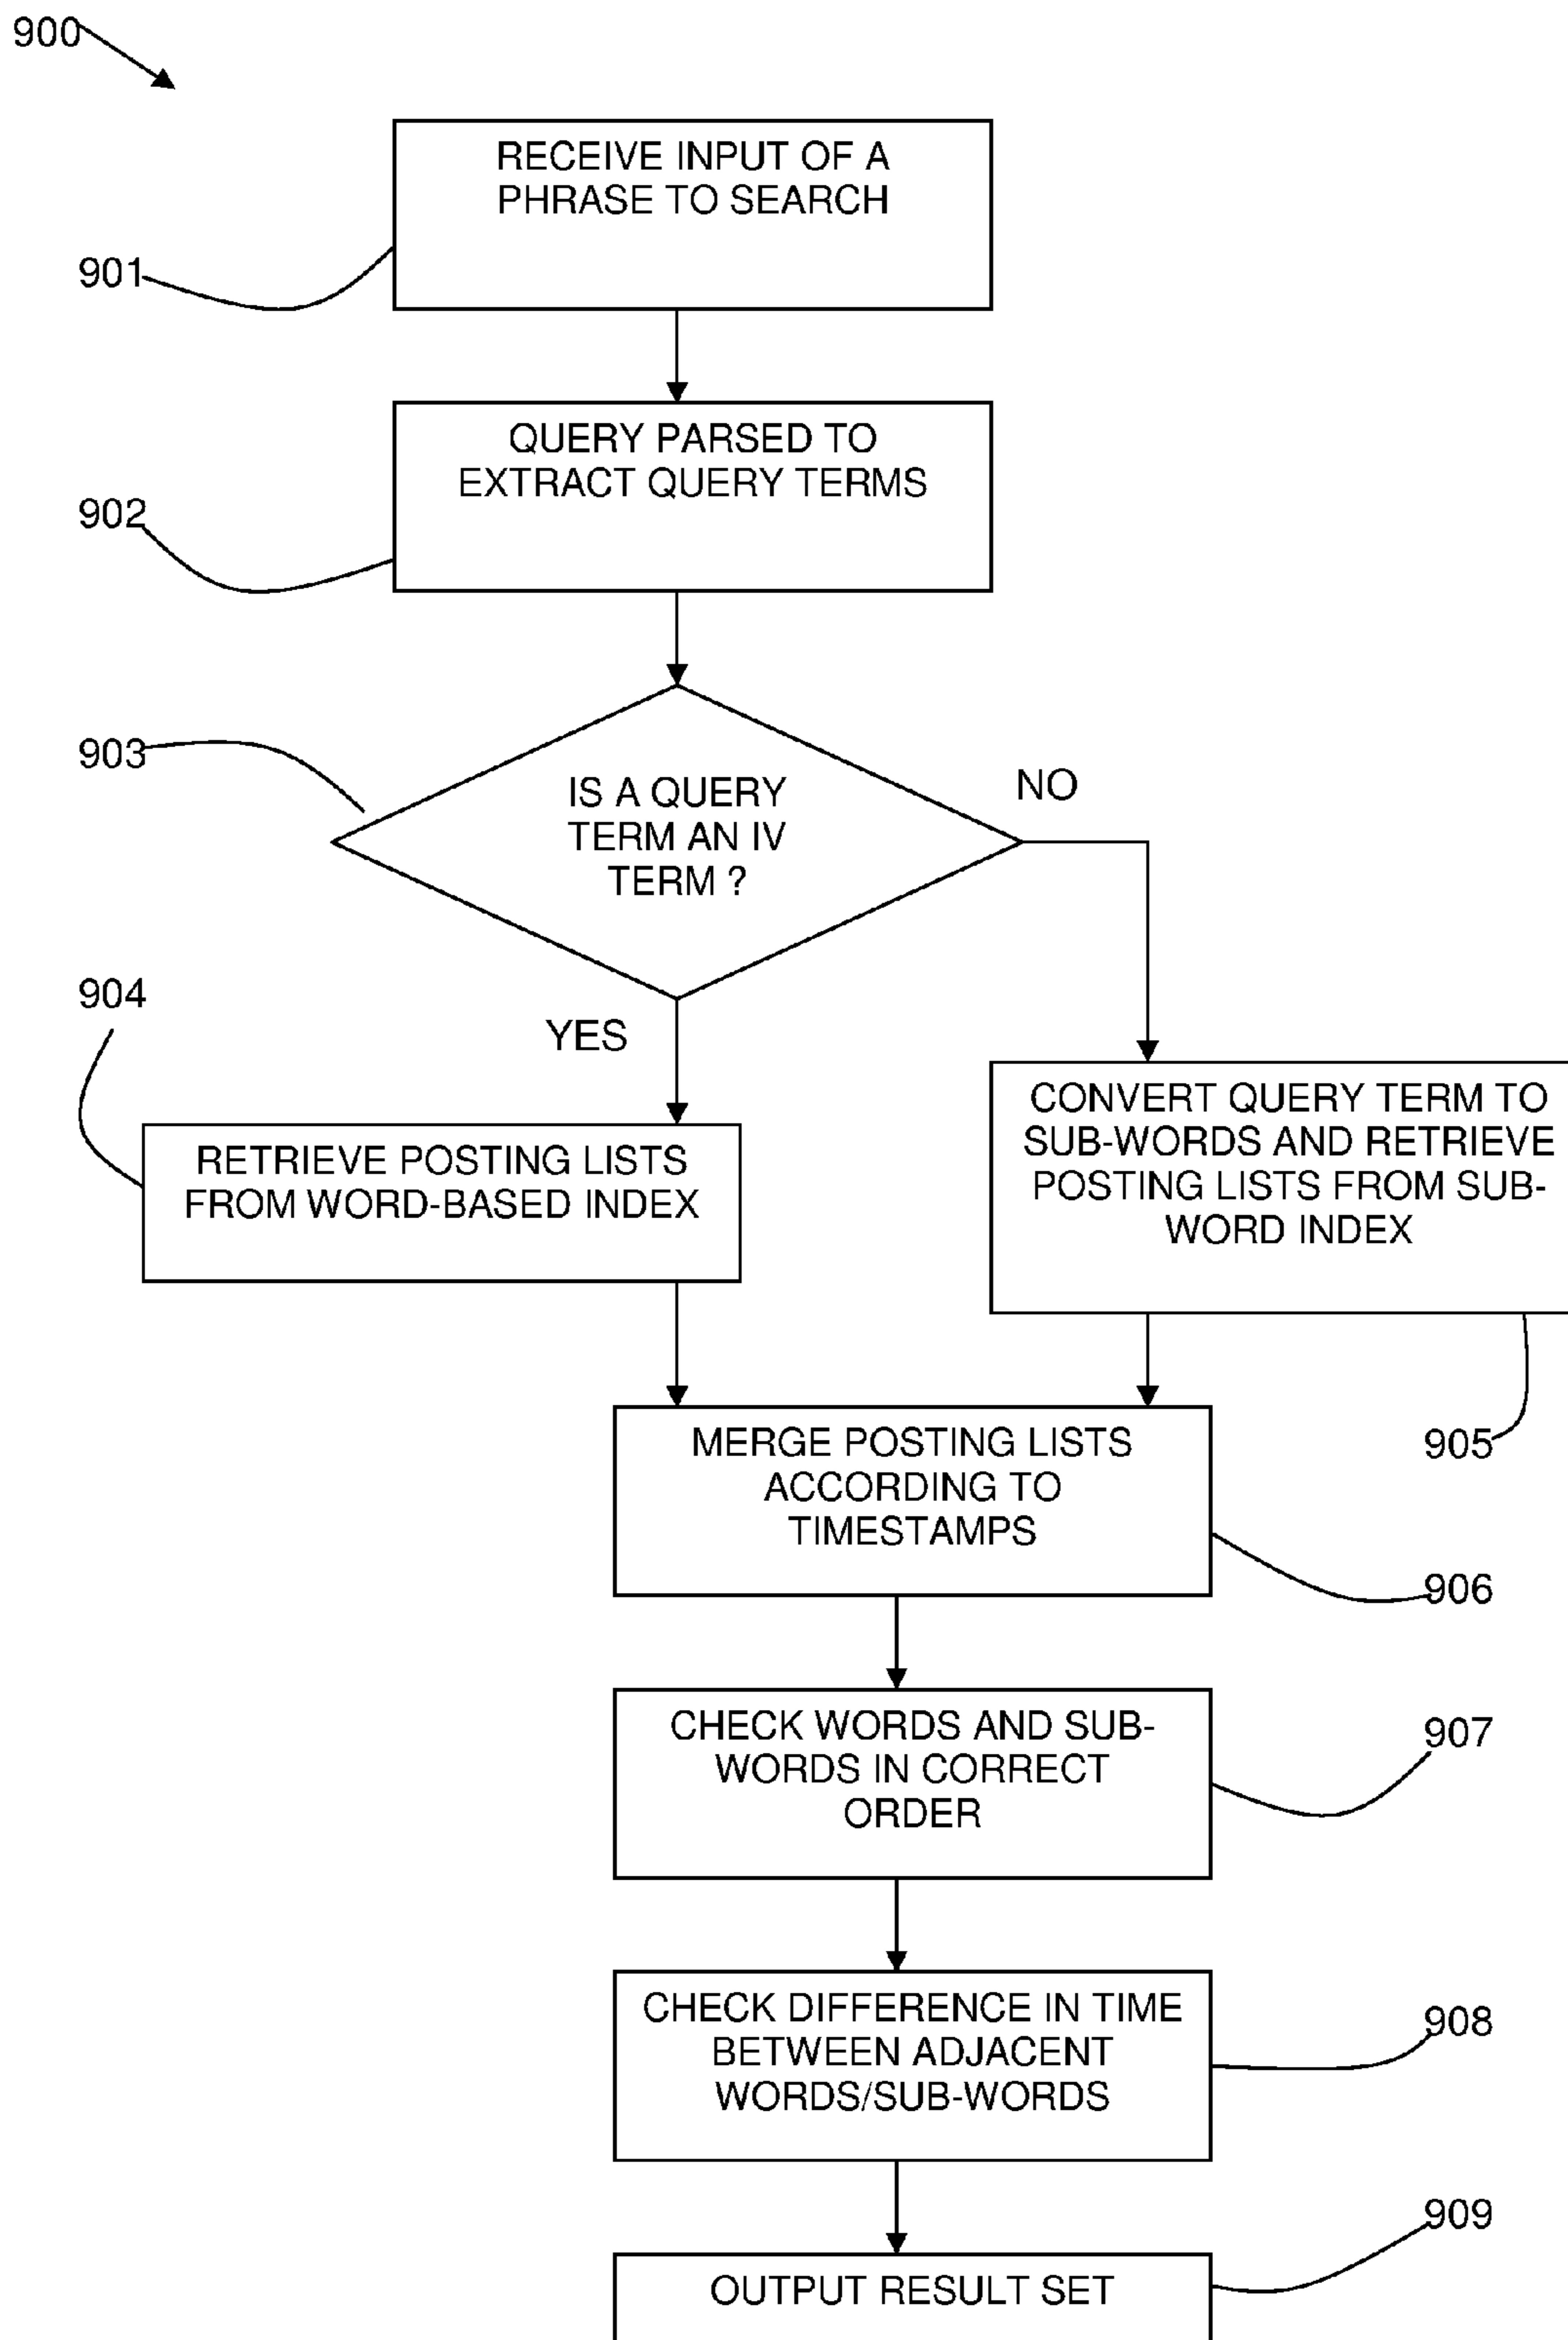 900
RECEIVE INPUT OF A
PHRASE TO SEARCH
901
QUERY PARSED TO
EXTRACT QUERY TERMS
902
903
IS A QUERY
TERM AN IV
TERM ?
NO
904
YES
RETRIEVE POSTING LISTS
FROM WORD-BASED INDEX
CONVERT QUERY TERM TO
SUB-WORDS AND RETRIEVE
POSTING LISTS FROM SUB-
WORD INDEX
905
MERGE POSTING LISTS
ACCORDING TO
TIMESTAMPS
906
CHECK WORDS AND SUB-
WORDS IN CORRECT
ORDER
907
CHECK DIFFERENCE IN TIME
BETWEEN ADJACENT
WORDS/SUB-WORDS
908
909
OUTPUT RESULT SET